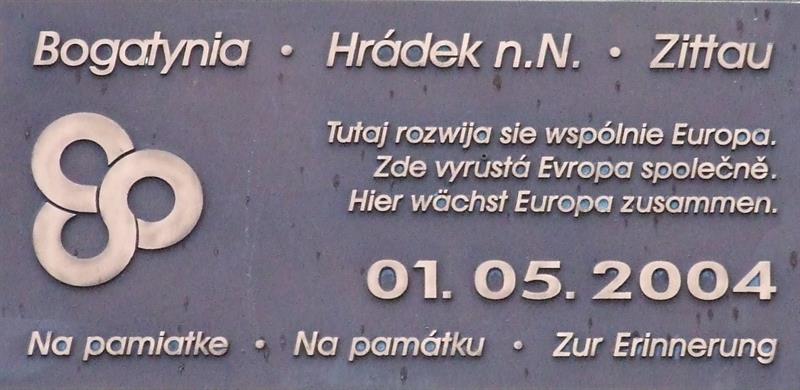 Bogatynia • Hrádek n.N. • Zittau
Tutaj rozwija sie wspólnie Europa.
Zde vyrustá Evropa společně.
Hier wächst Europa zusammen.
01. 05. 2004
Na pamiatke • Na památku • Zur Erinnerung